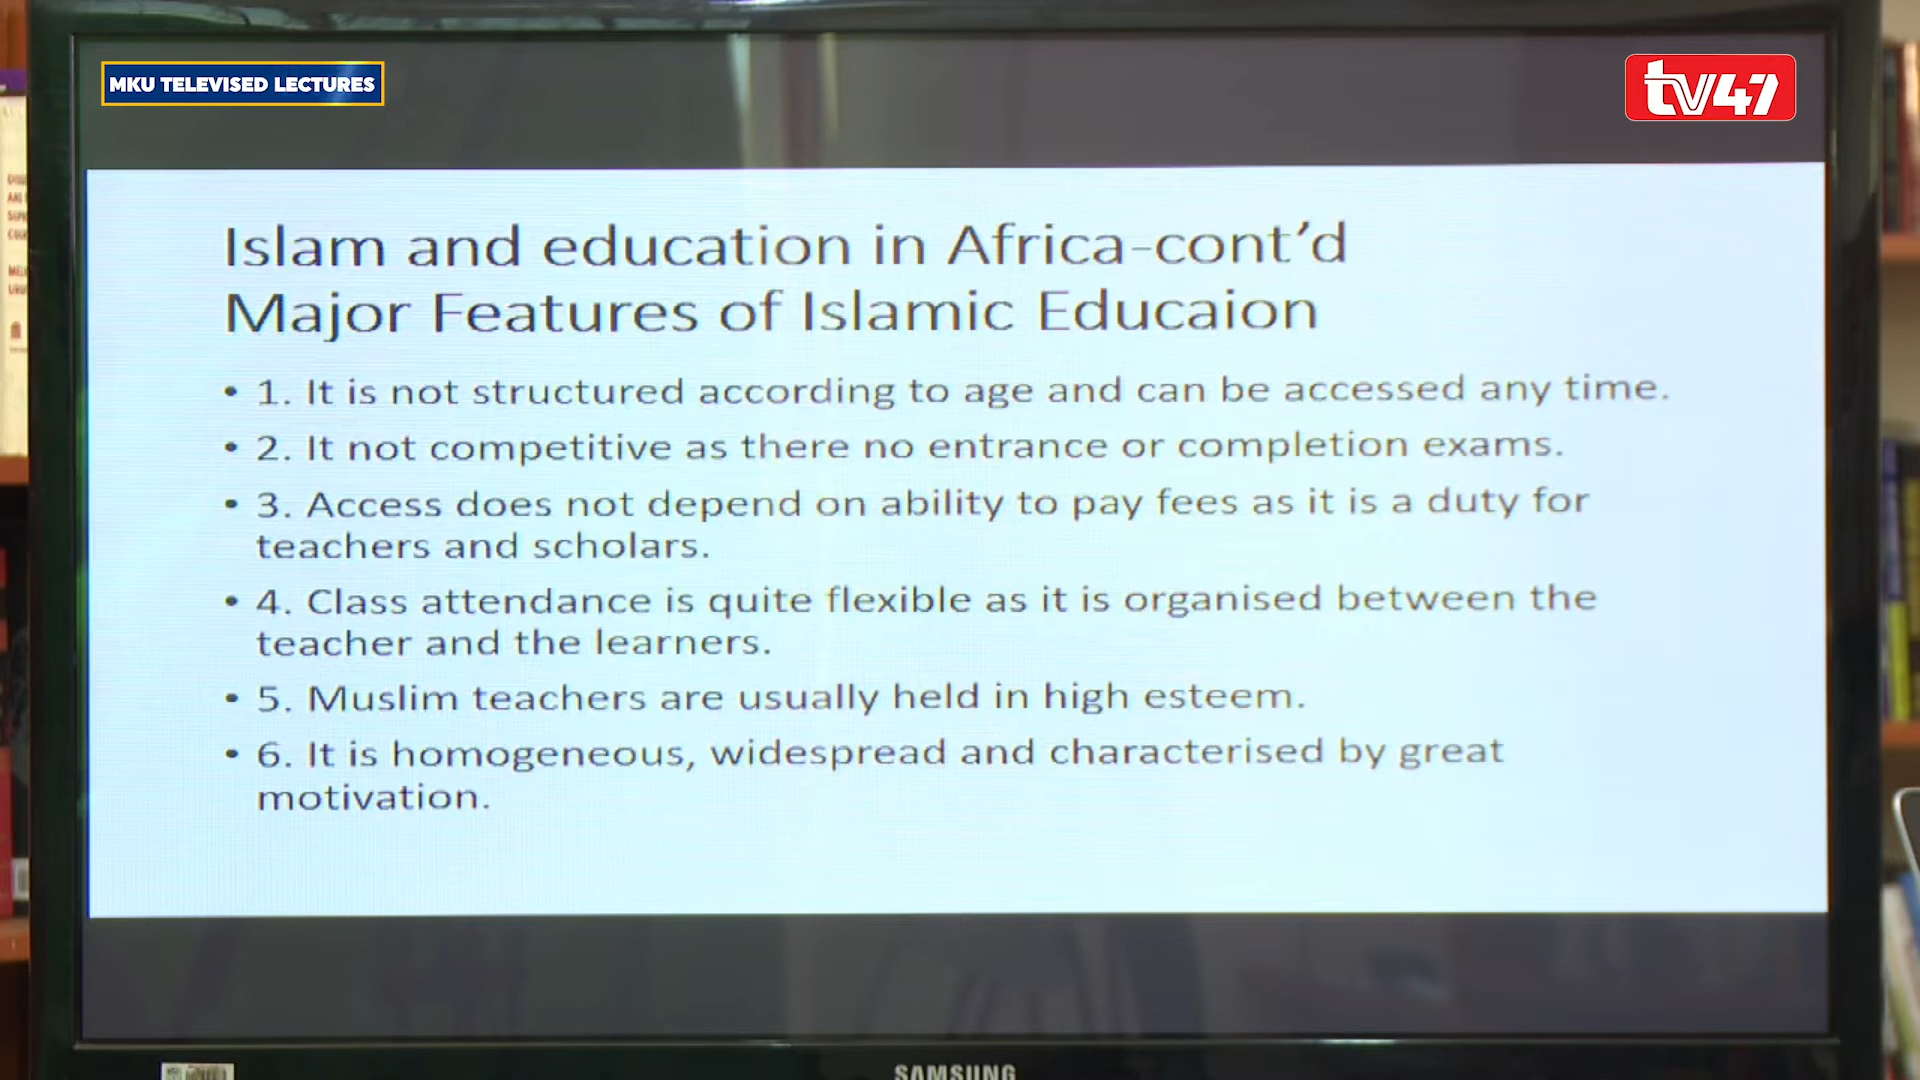 MKU TELEVISED LECTURES
tv47
Islam and education in Africa-cont'd
Major Features of Islamic Educaion
• 1. It is not structured according to age and can be accessed any time.
• 2. It not competitive as there no entrance or completion exams.
• 3. Access does not depend on ability to pay fees as it is a duty for
teachers and scholars.
• 4. Class attendance is quite flexible as it is organised between the
teacher and the learners.
• 5. Muslim teachers are usually held in high esteem.
• 6. It is homogeneous, widespread and characterised by great
motivation.
SAMSUNG